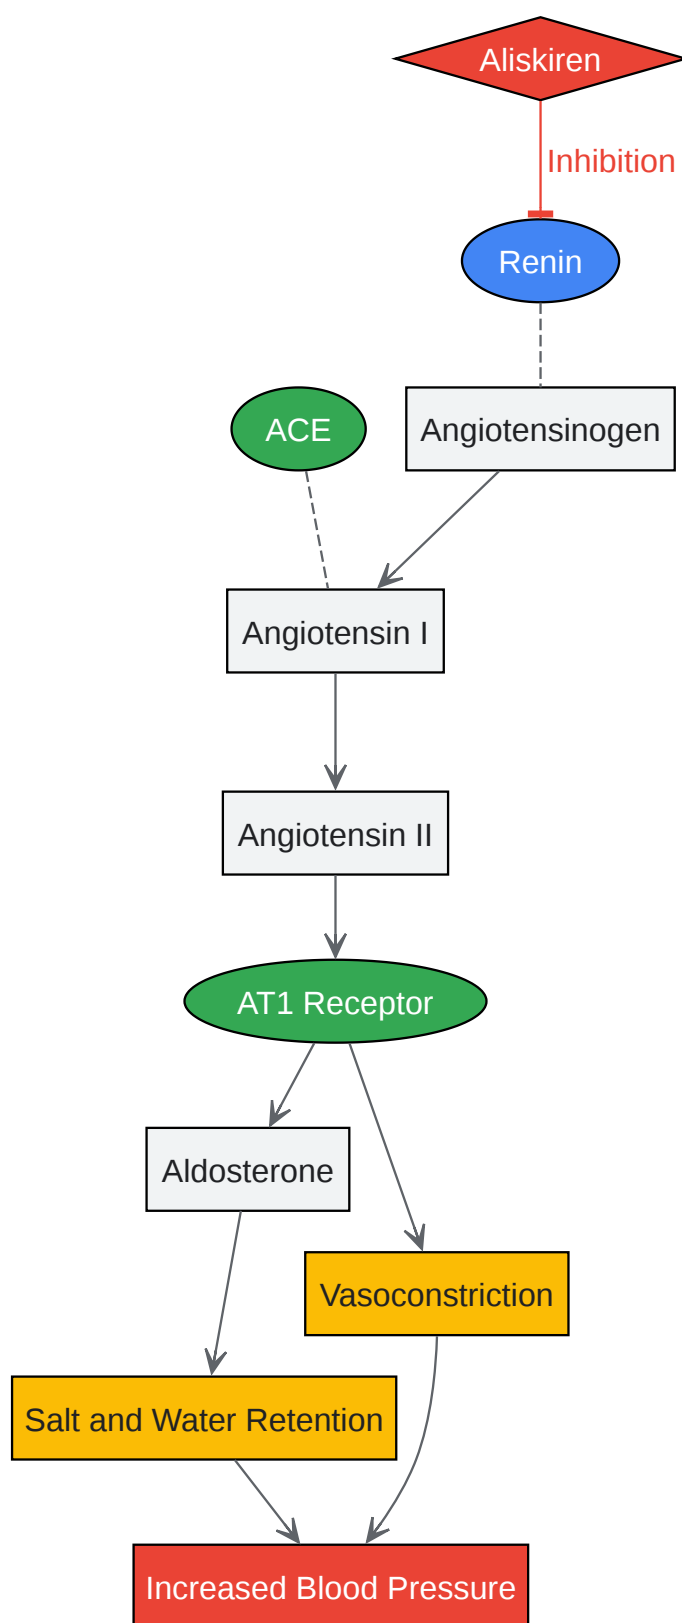 Aliskiren
Inhibition
Renin
ACE
Angiotensinogen
Angiotensin I
Angiotensin II
AT1 Receptor
Aldosterone
Vasoconstriction
Salt and Water Retention
Increased Blood Pressure